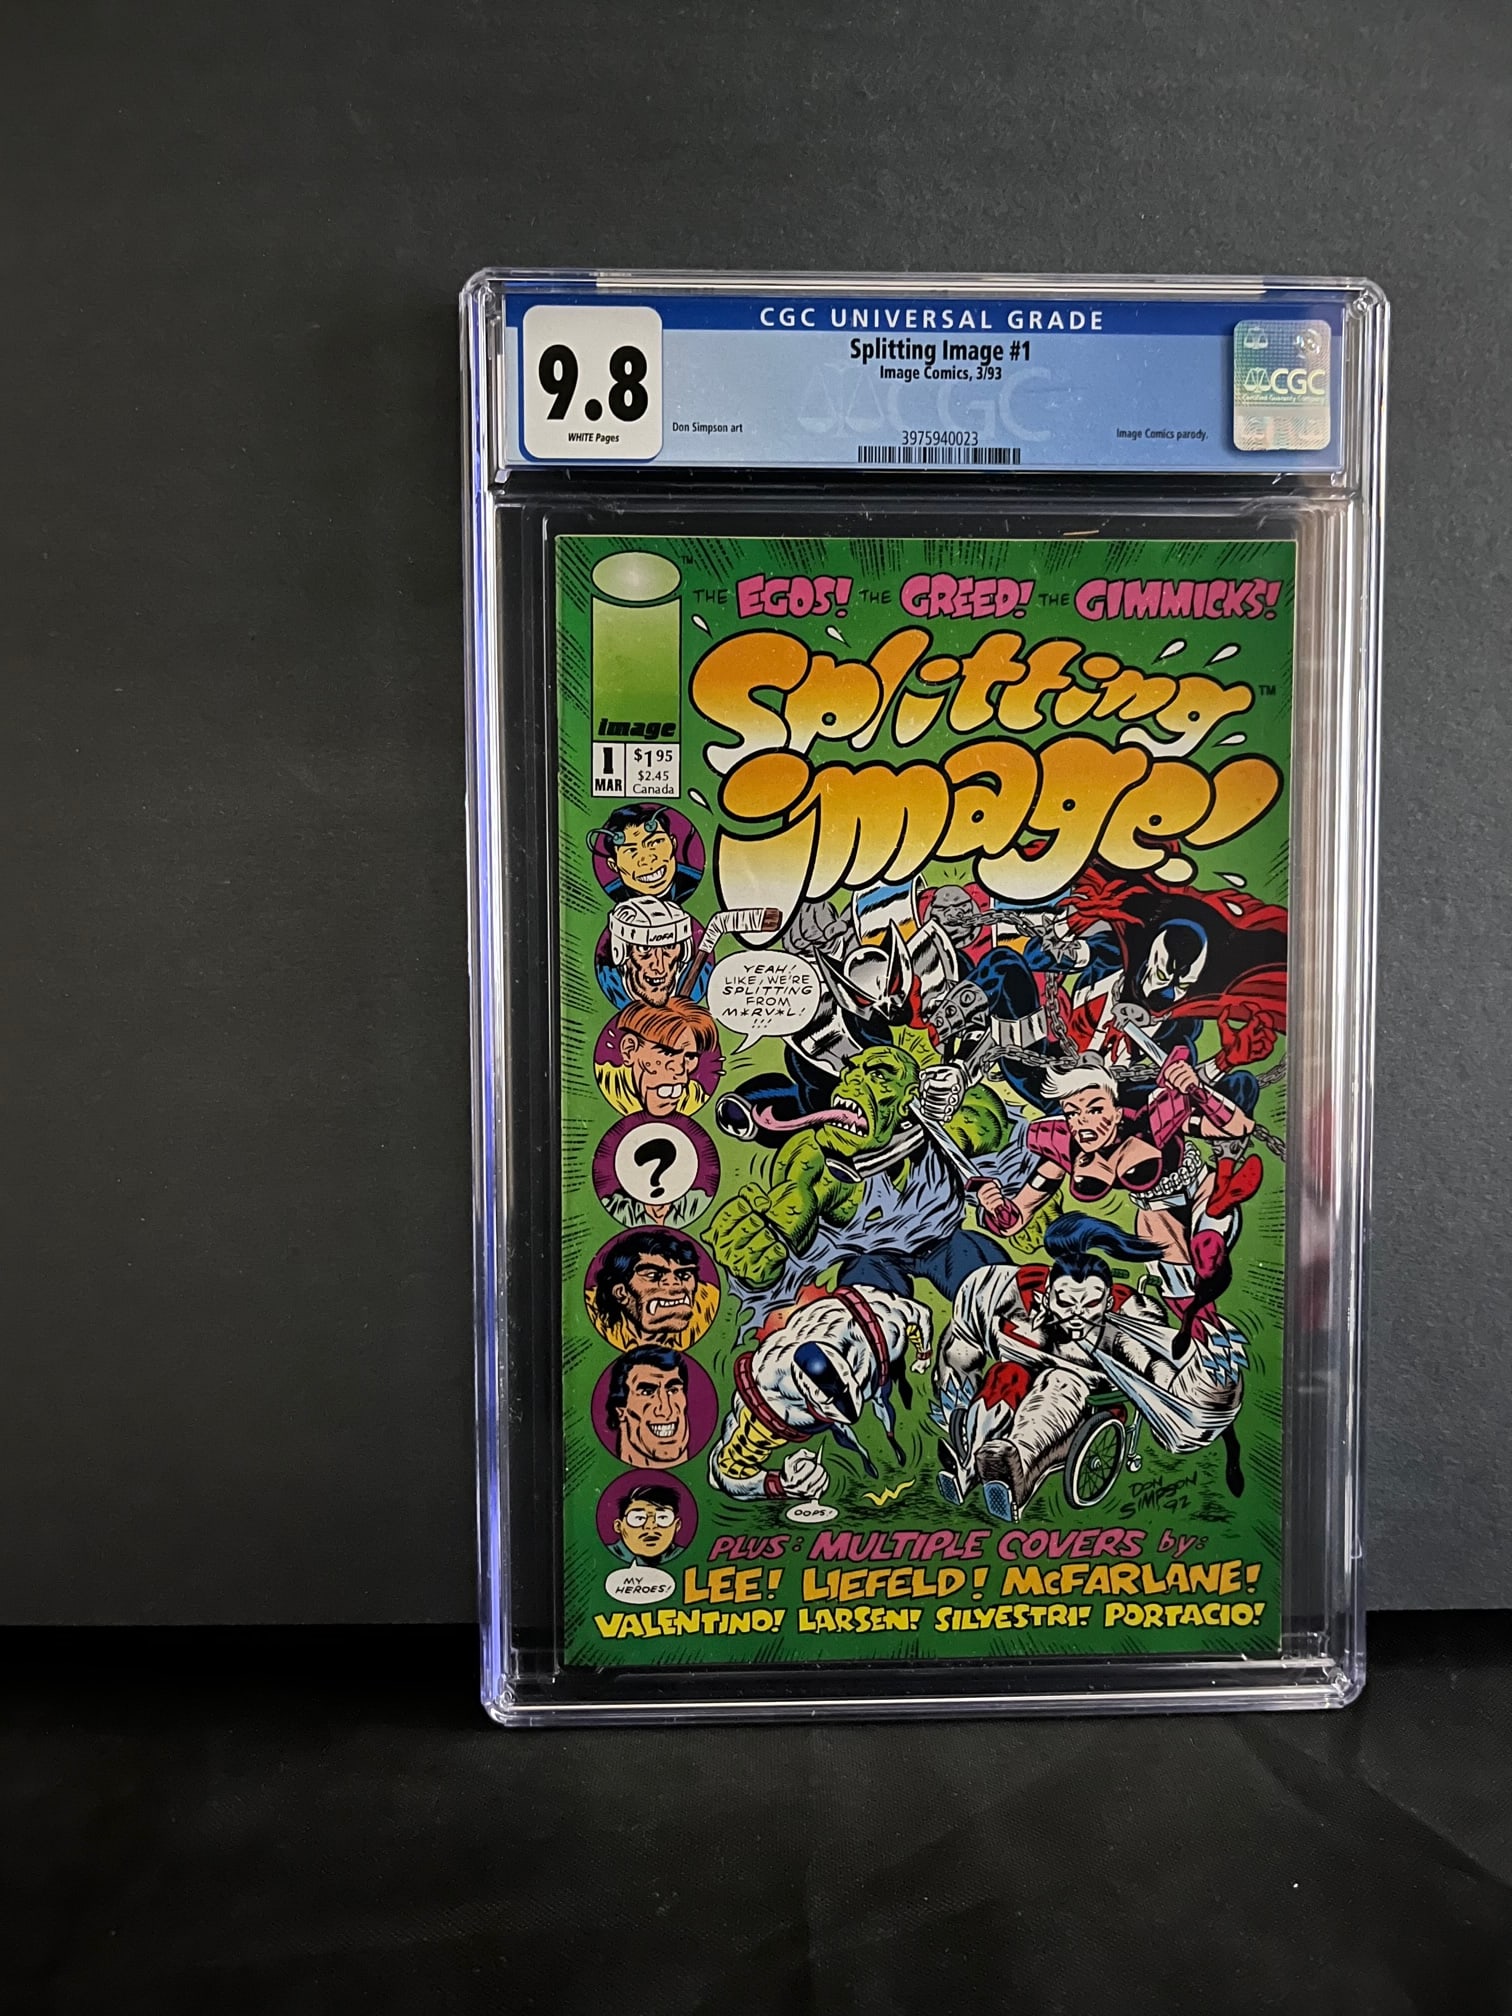 CGC UNIVERSAL GRADE
9.8
WHITE Pages
Splitting Image #1
Image Comics, 3/93
Don Simpson art
3975940023
Image Comics parody.
CGC
CGC
THE EGOS! THE GREED! THE GIMMICKS!
TM
Splitting
TM
image!
image
1
MAR
$1.95
$2.45
Canada
JOFA
YEAH!
LIKE, WE'RE
SPLITTING
FROM
M*RV*L!
!!!
?
OOPS!
DON
SIMPSON
92
PLUS: MULTIPLE COVERS by:
MY
HEROES!
LEE! LIEFELD! McFARLANE!
VALENTINO! LARSEN! SILVESTRI! PORTACIO!